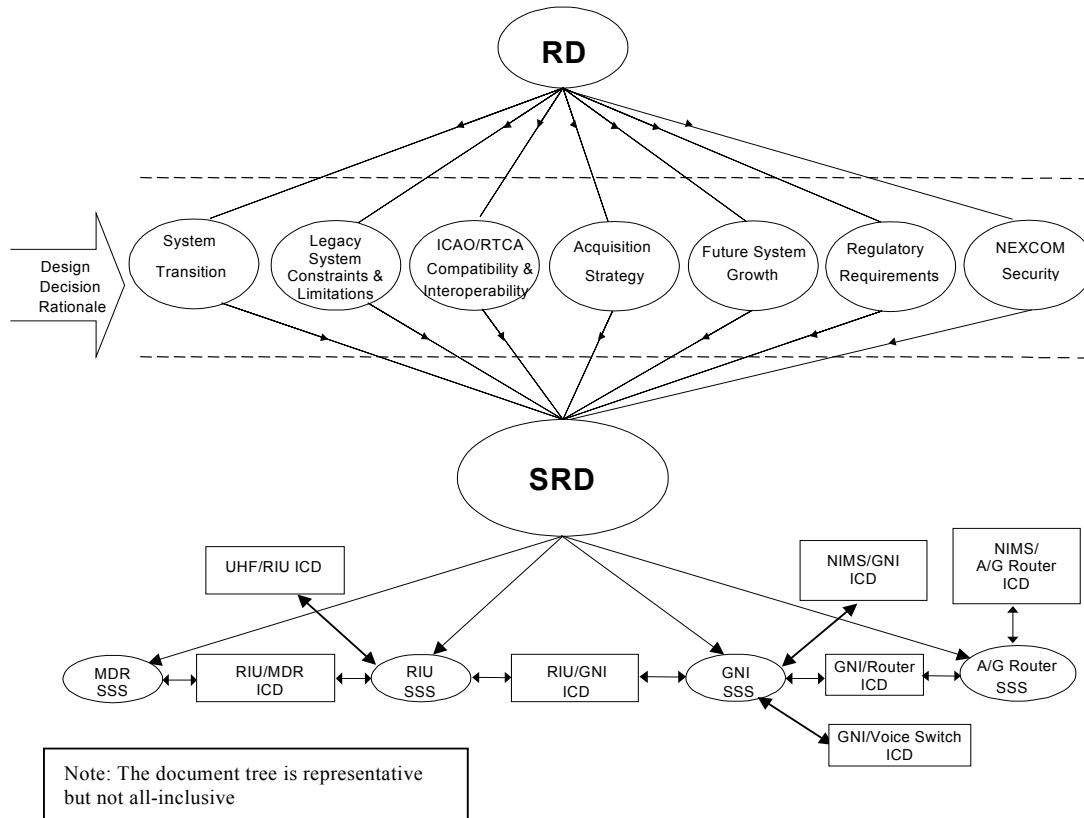 RD
System
Transition
Legacy
System
Constraints &
Limitations
ICAO/RTCA
Compatibility &
Interoperability
Acquisition
Strategy
Future System
Growth
Regulatory
Requirements
NEXCOM
Security
Design
Decision
Rationale
SRD
UHF/RIU ICD
NIMS/GNI
ICD
NIMS/
A/G Router
ICD
MDR
SSS
RIU/MDR
ICD
RIU
SSS
RIU/GNI
ICD
GNI
SSS
GNI/Router
ICD
A/G Router
SSS
GNI/Voice Switch
ICD
Note: The document tree is representative
but not all-inclusive